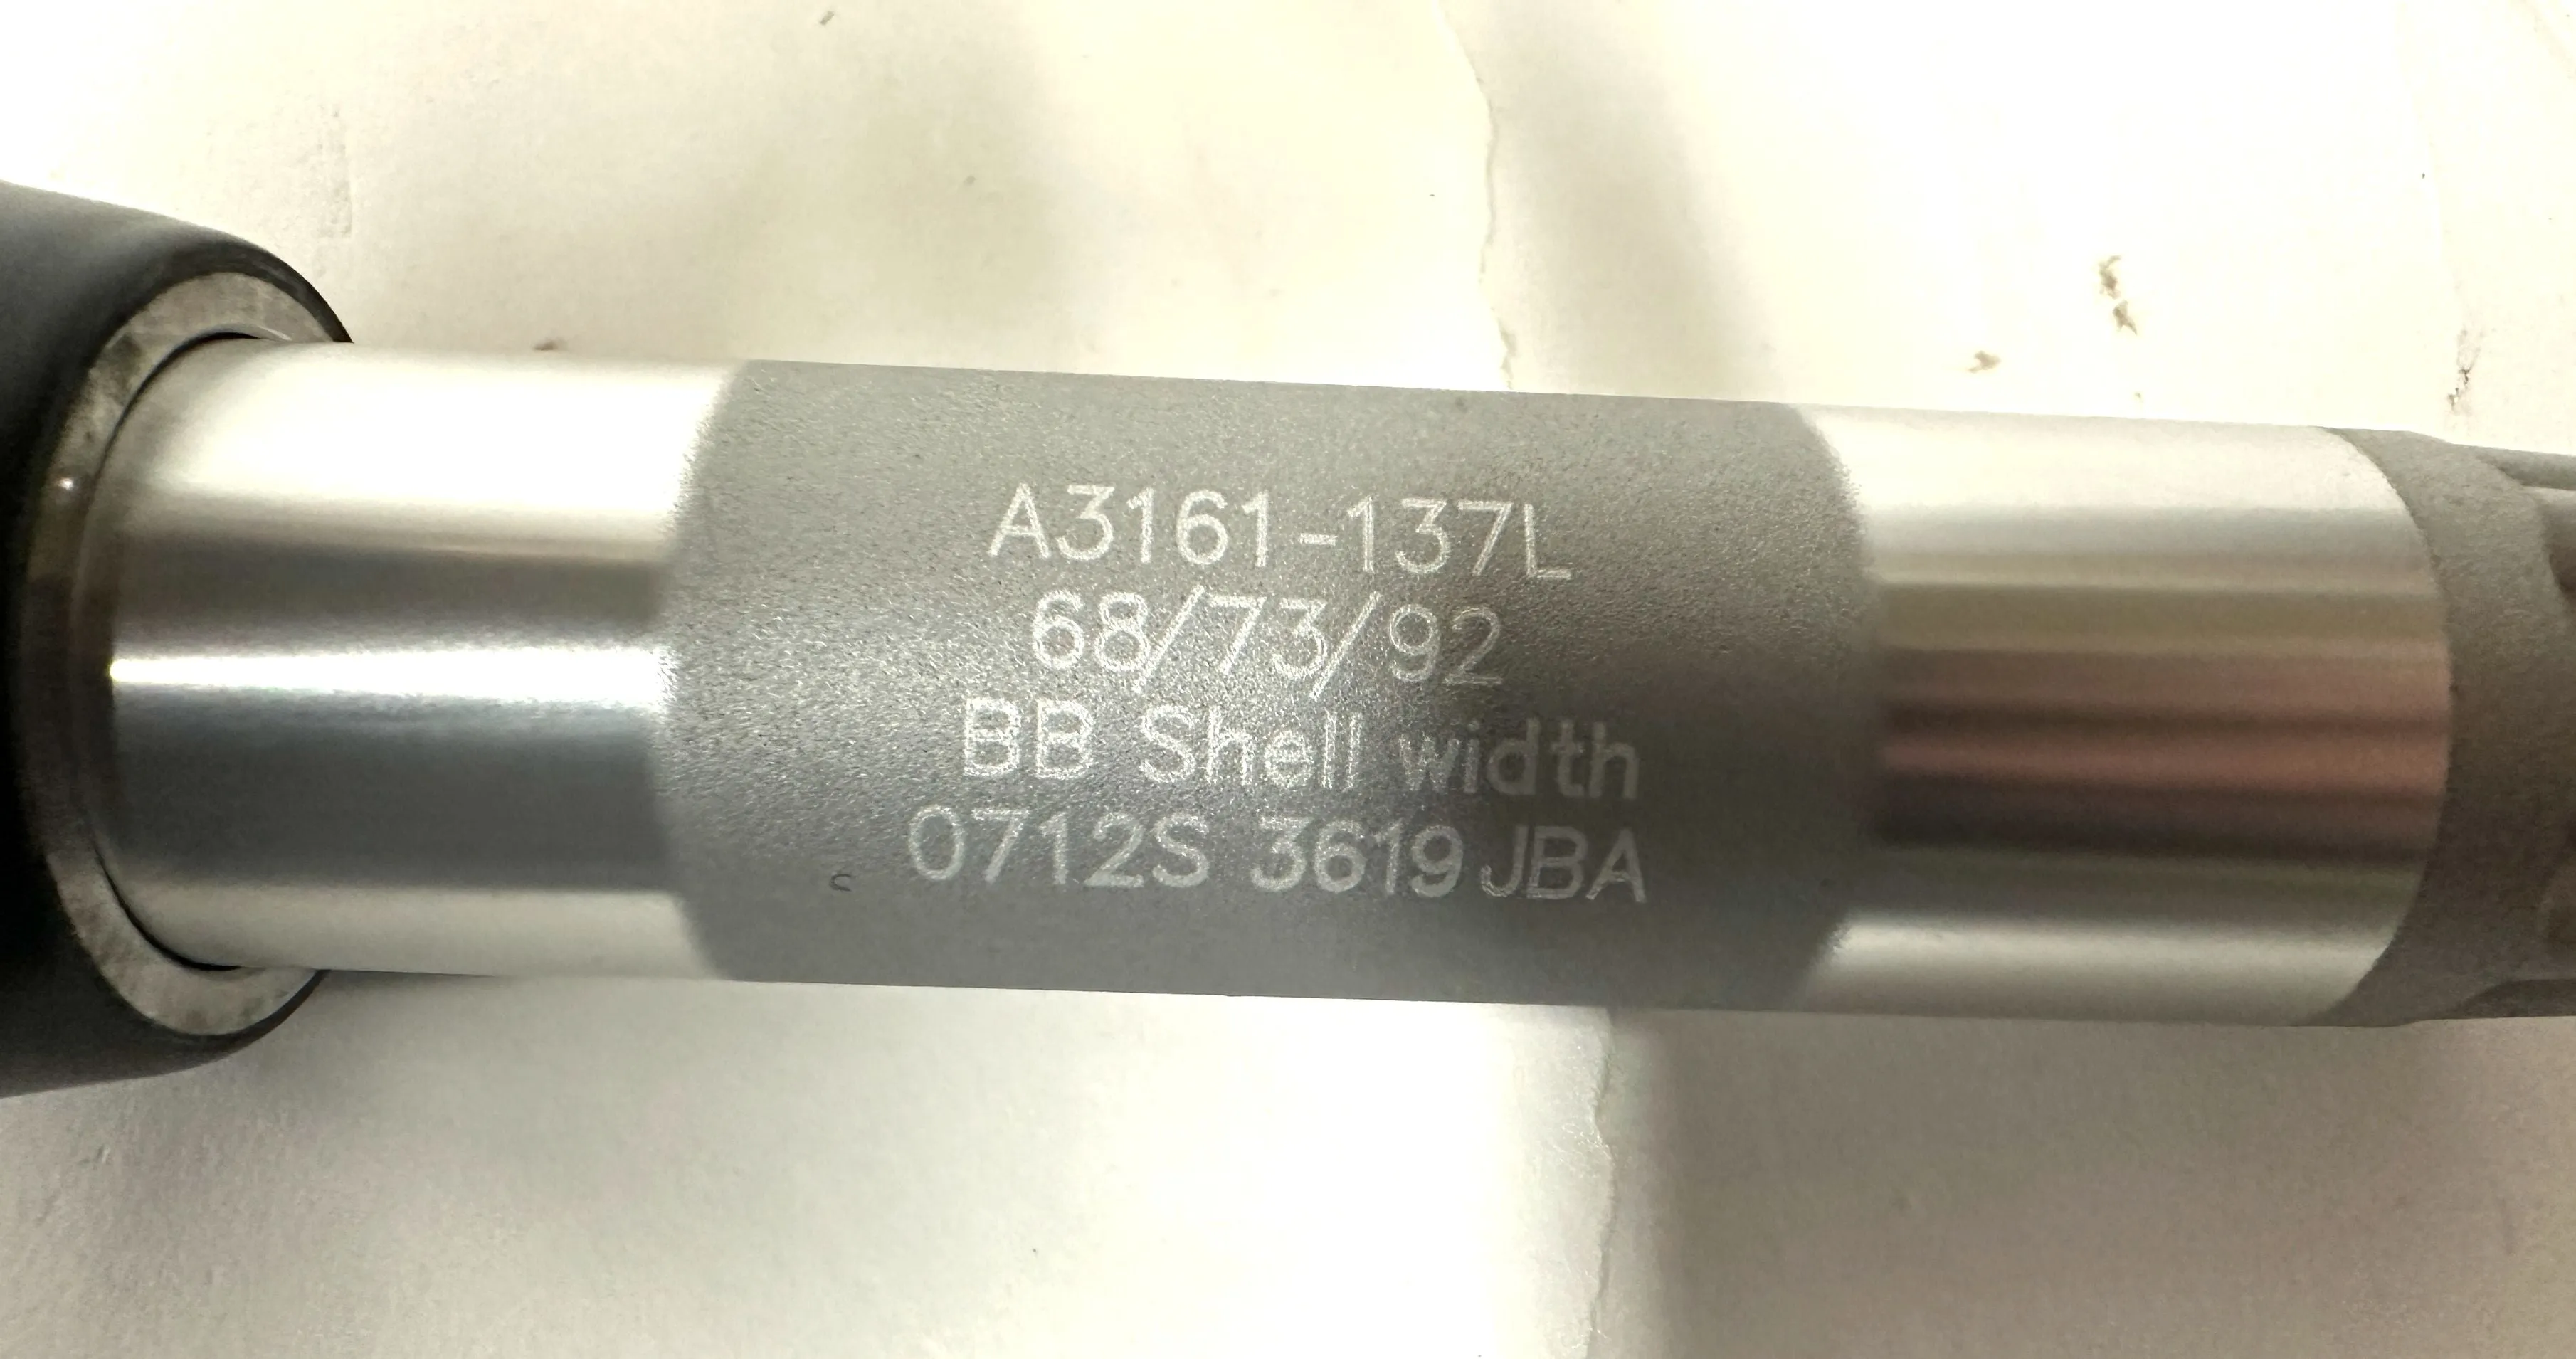 A3161-137L
68/73/92
BB Shell width
0712S 3619 JBA